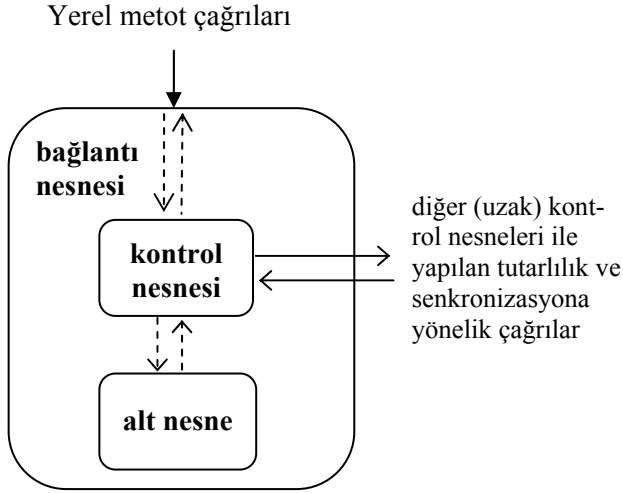 Yerel metot çağrıları
bağlantı
nesnesi
kontrol
nesnesi
alt nesne
diğer (uzak) kont-
rol nesneleri ile
yapılan tutarlılık ve
senkronizasyona
yönelik çağrılar